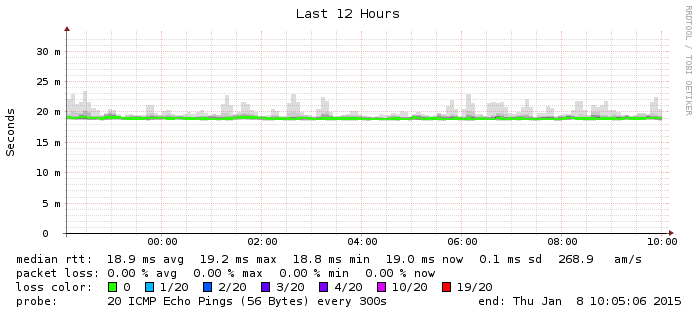 Last 12 Hours
RRDTOOL / TOBI OETIKER
Seconds
30 m
25 m
20 m
15 m
10 m
5 m
0
00:00 02:00 04:00 06:00 08:00 10:00
median rtt: 18.9 ms avg 19.2 ms max 18.8 ms min 19.0 ms now 0.1 ms sd 268.9 am/s
packet loss: 0.00 % avg 0.00 % max 0.00 % min 0.00 % now
loss color: 0 1/20 2/20 3/20 4/20 10/20 19/20
probe: 20 ICMP Echo Pings (56 Bytes) every 300s end: Thu Jan 8 10:05:06 2015